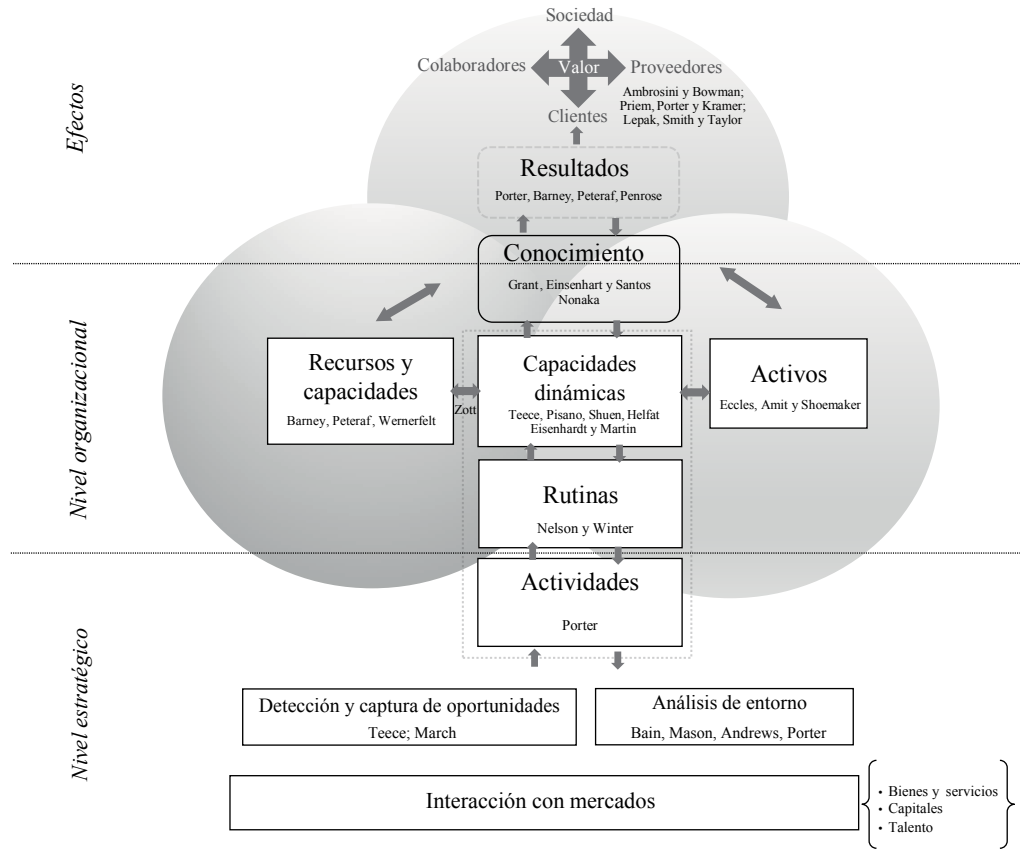 Sociedad
Colaboradores
Valor
Proveedores
Ambrosini y Bowman;
Priem, Porter y Kramer;
Lepak, Smith y Taylor
Clientes
Efectos
Resultados
Porter, Barney, Peteraf, Penrose
Conocimiento
Grant, Einsenhart y Santos
Nonaka
Nivel organizacional
Recursos y
capacidades
Barney, Peteraf, Wernerfelt
Zott
Capacidades
dinámicas
Teece, Pisano, Shuen, Helfat
Eisenhardt y Martin
Activos
Eccles, Amit y Shoemaker
Rutinas
Nelson y Winter
Actividades
Porter
Nivel estratégico
Detección y captura de oportunidades
Teece; March
Análisis de entorno
Bain, Mason, Andrews, Porter
Interacción con mercados
• Bienes y servicios
• Capitales
• Talento